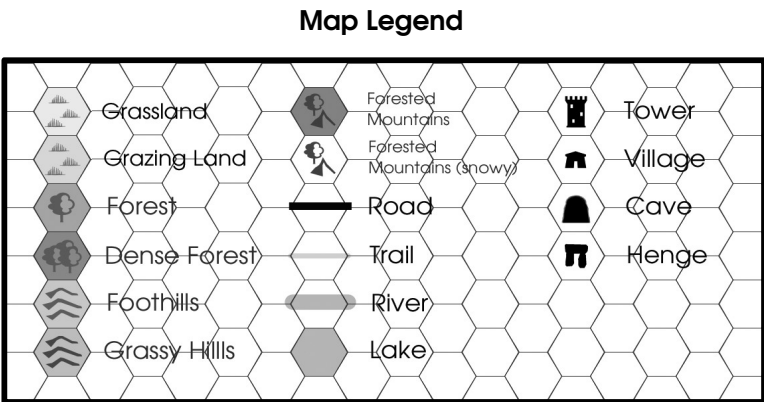 Map Legend
Grassland
Grazing Land
Forest
Dense Forest
Foothills
Grassy Hillls
Forested
Mountains
Forested
Mountains (snowy)
Road
Trail
River
Lake
Tower
Village
Cave
Henge